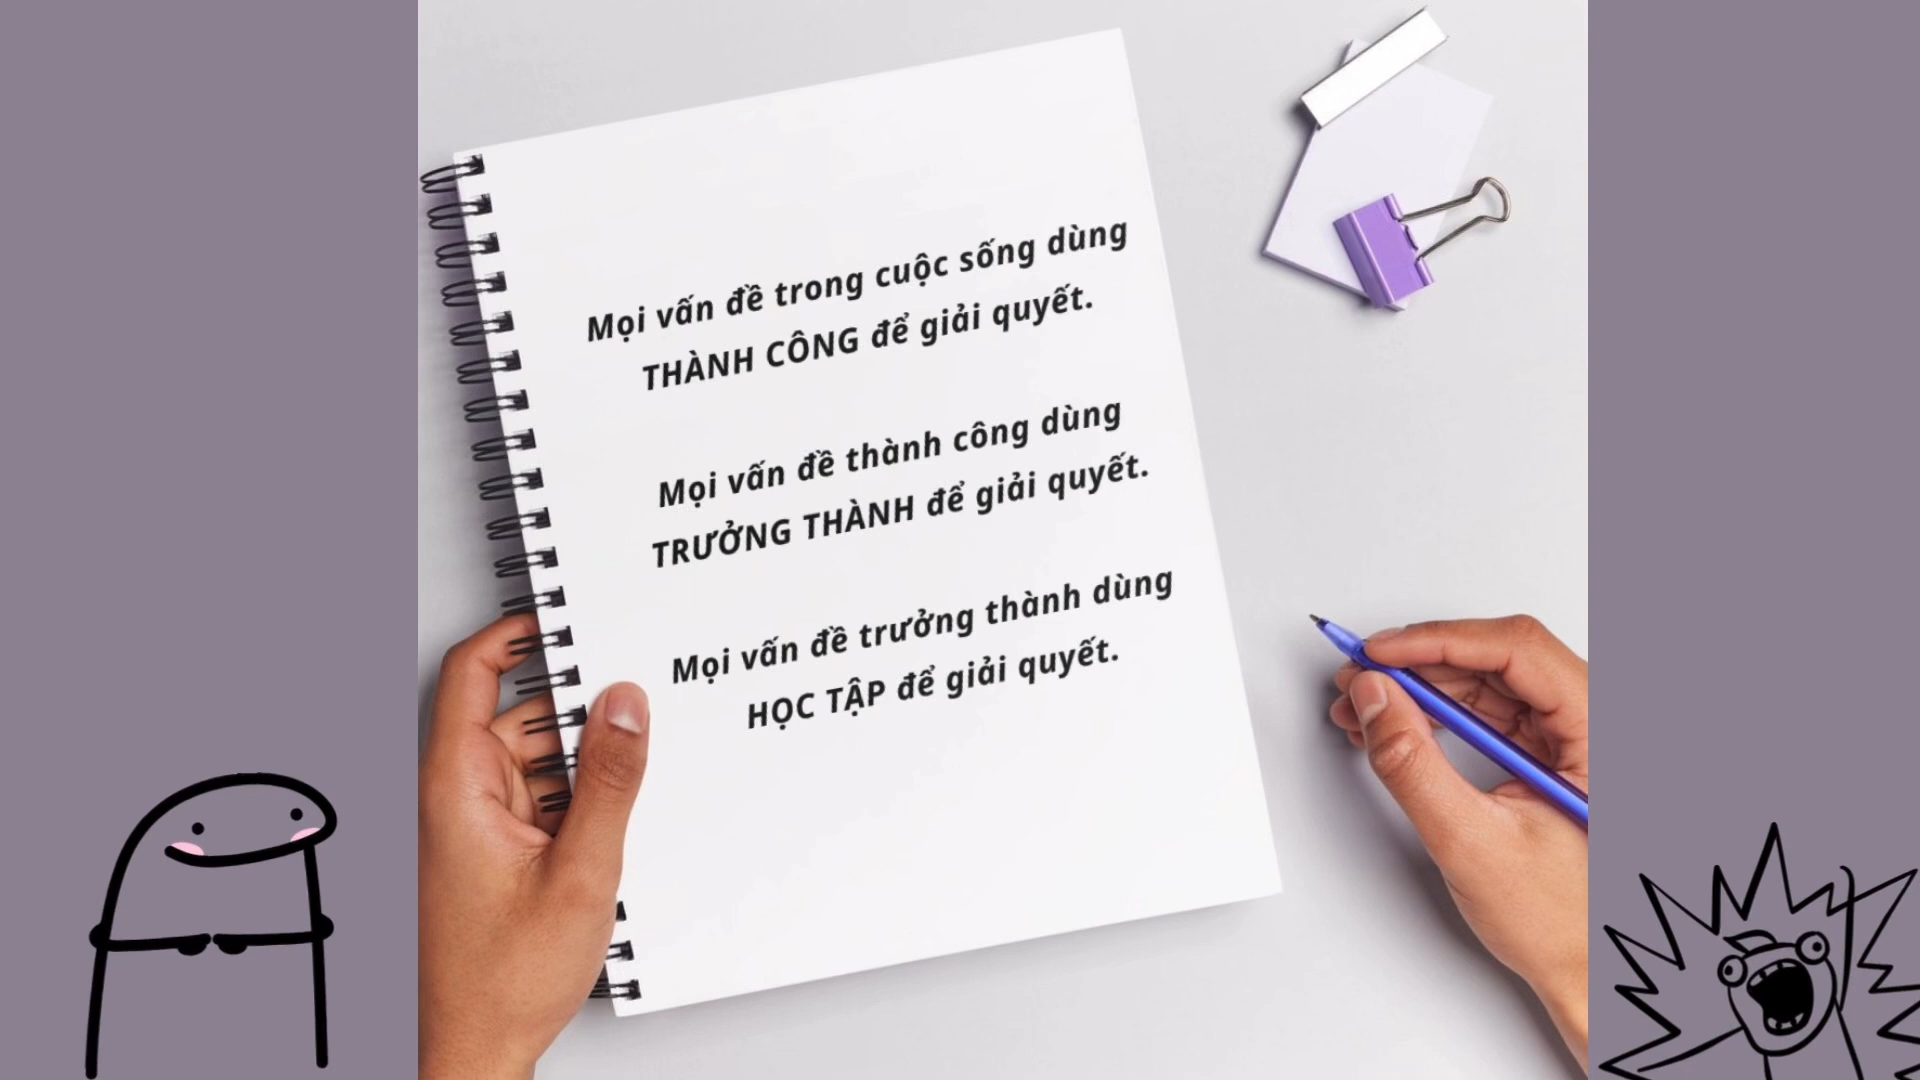 Mọi vấn đề trong cuộc sống dùng
THÀNH CÔNG để giải quyết.
Mọi vấn đề thành công dùng
TRƯỞNG THÀNH để giải quyết.
Mọi vấn đề trưởng thành dùng
HỌC TẬP để giải quyết.